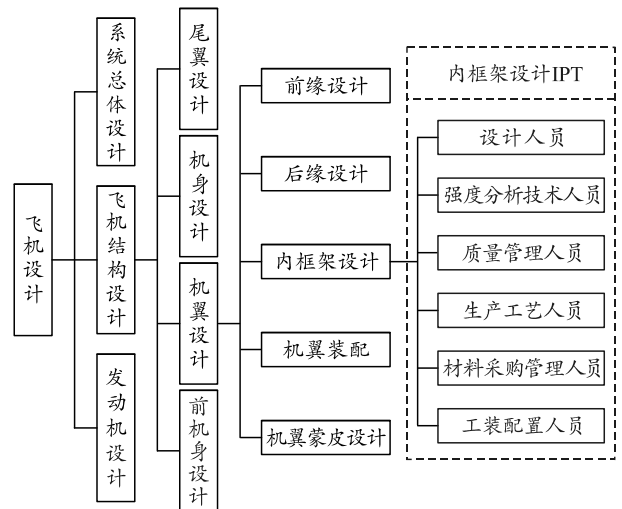 飞机设计
系统总体设计
飞机结构设计
发动机设计
尾翼设计
机身设计
机翼设计
前机身设计
前缘设计
后缘设计
内框架设计
机翼装配
机翼蒙皮设计
内框架设计IPT
设计人员
强度分析技术人员
质量管理人员
生产工艺人员
材料采购管理人员
工装配置人员